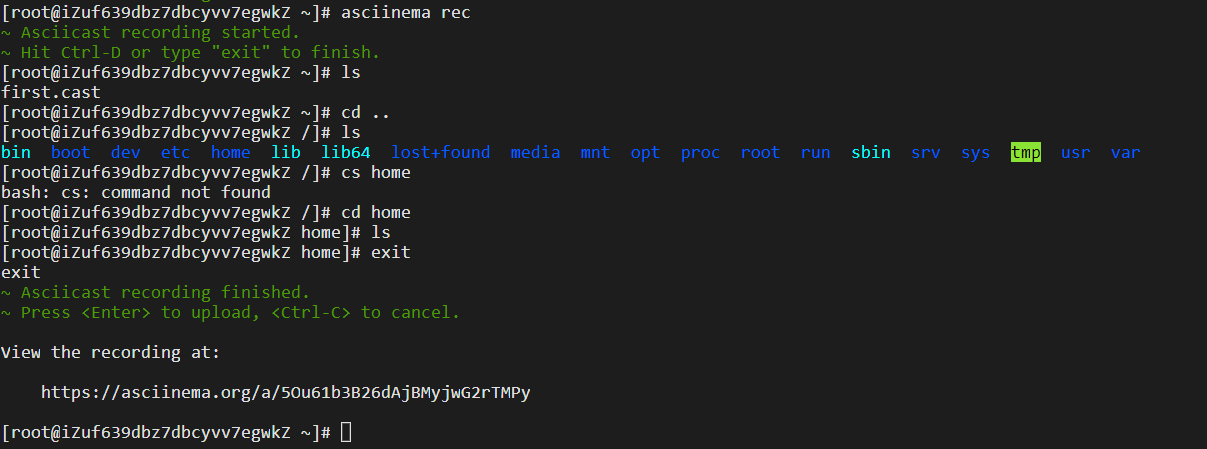 [root@iZuf639dbz7dbcyvv7egwkZ ~]# asciinema rec
~ Asciicast recording started.
~ Hit Ctrl-D or type "exit" to finish.
[root@iZuf639dbz7dbcyvv7egwkZ ~]# ls
first.cast
[root@iZuf639dbz7dbcyvv7egwkZ ~]# cd ..
[root@iZuf639dbz7dbcyvv7egwkZ /]# ls
bin boot dev etc home lib lib64 lost+found media mnt opt proc root run sbin srv sys tmp usr var
[root@iZuf639dbz7dbcyvv7egwkZ /]# cs home
bash: cs: command not found
[root@iZuf639dbz7dbcyvv7egwkZ /]# cd home
[root@iZuf639dbz7dbcyvv7egwkZ home]# ls
[root@iZuf639dbz7dbcyvv7egwkZ home]# exit
exit
~ Asciicast recording finished.
~ Press <Enter> to upload, <Ctrl-C> to cancel.
View the recording at:
https://asciinema.org/a/5Ou61b3B26dAjBMyjwG2rTMPy
[root@iZuf639dbz7dbcyvv7egwkZ ~]#